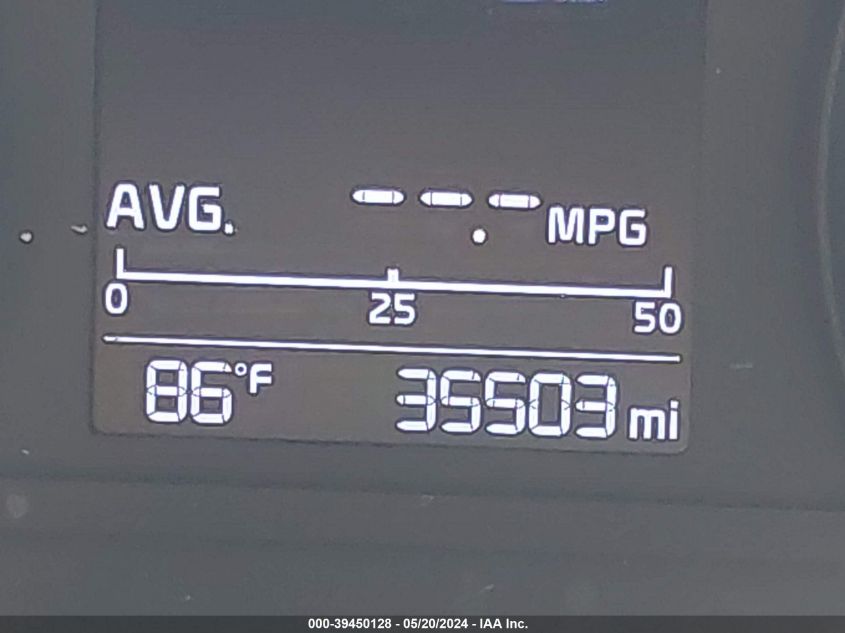 AVG. --.- MPG
0 25 50
86°F 35503 mi
000-39450128 - 05/20/2024 - IAA Inc.